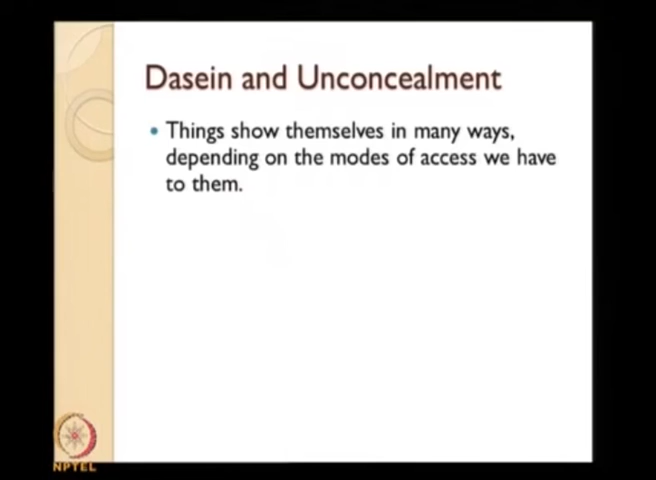 Dasein and Unconcealment
• Things show themselves in many ways,
depending on the modes of access we have
to them.
NPTEL